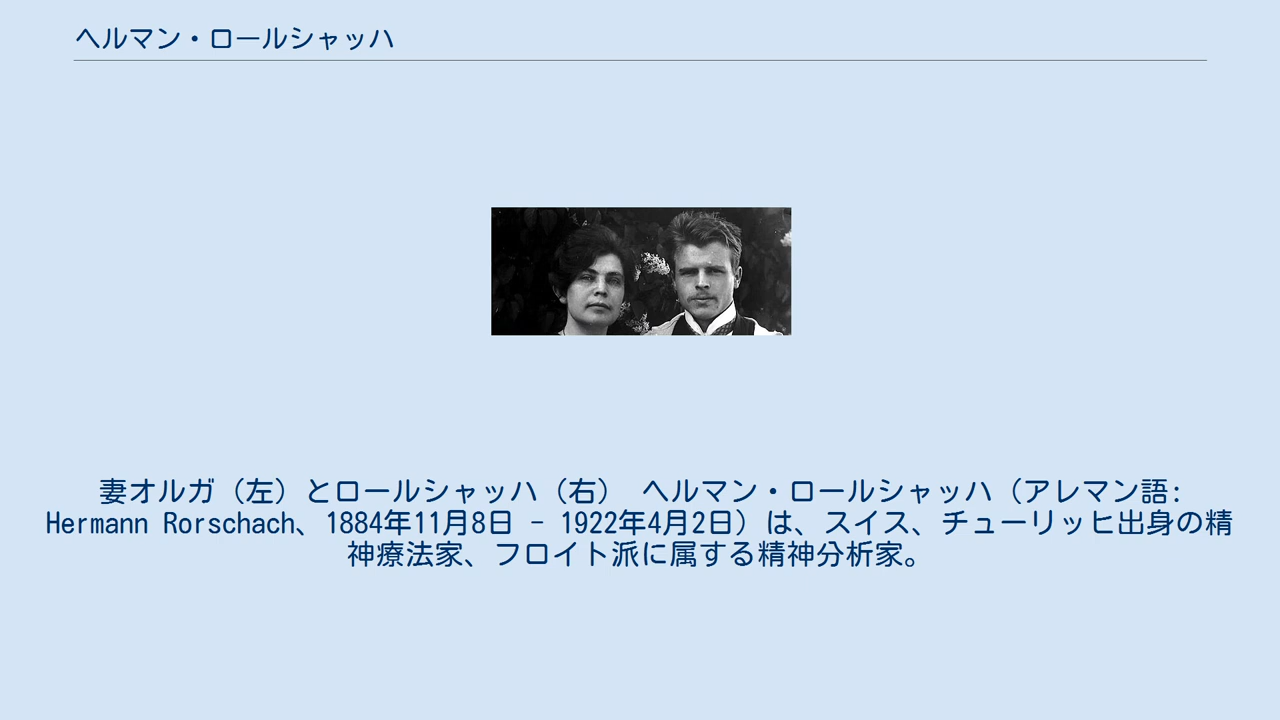 ヘルマン・ロールシャッハ
妻オルガ（左）とロールシャッハ（右） ヘルマン・ロールシャッハ（アレマン語:
Hermann Rorschach、1884年11月8日 - 1922年4月2日）は、スイス、チューリッヒ出身の精
神療法家、フロイト派に属する精神分析家。